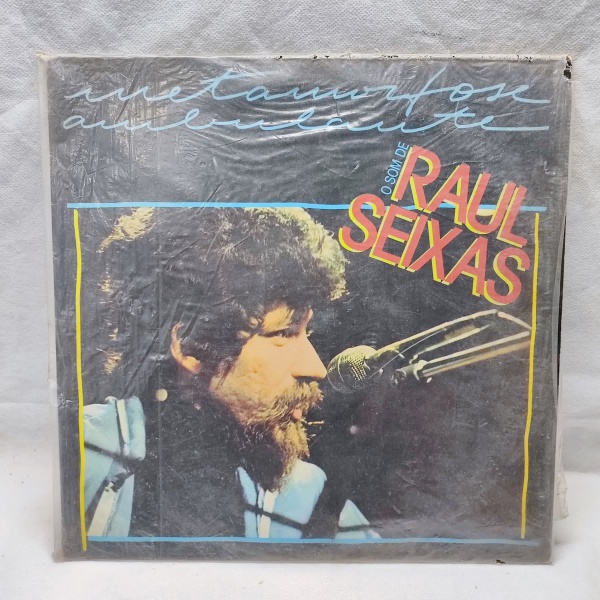 metamorfose
ambulante
O SOM DE
RAUL
SEIXAS